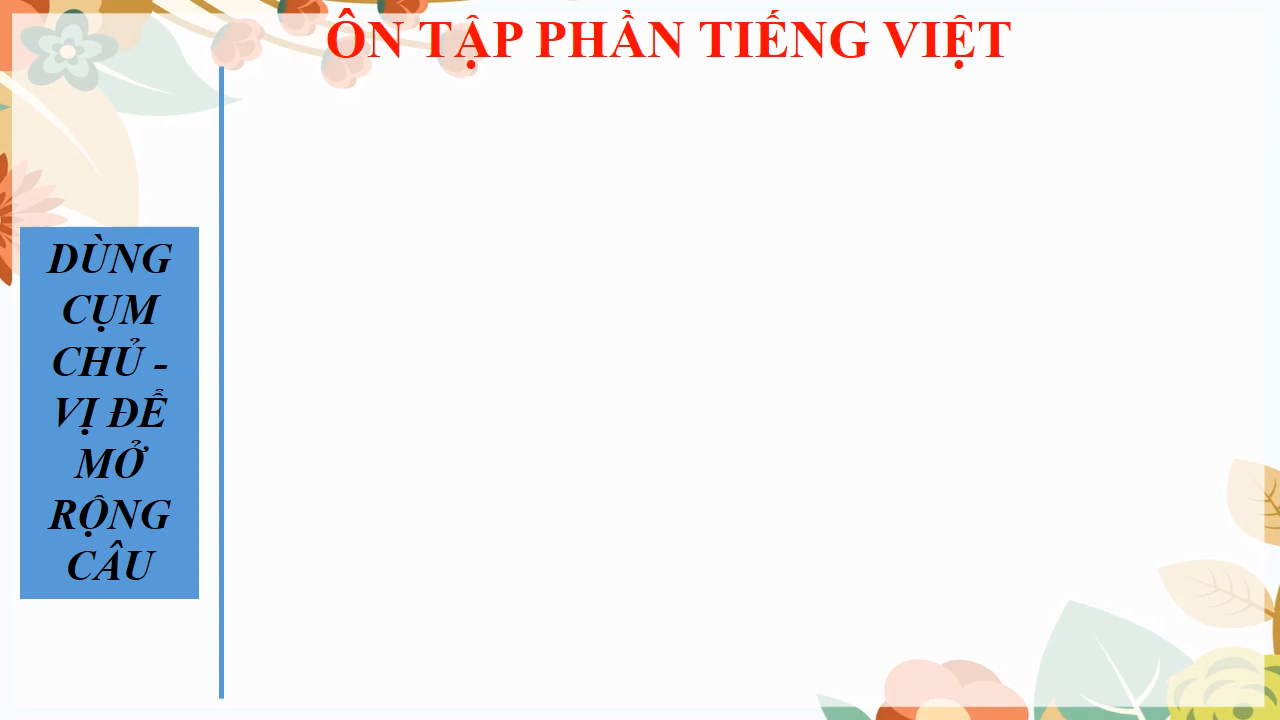 ÔN TẬP PHẦN TIẾNG VIỆT
DÙNG
CỤM
CHỦ -
VỊ ĐỂ
MỞ
RỘNG
CÂU